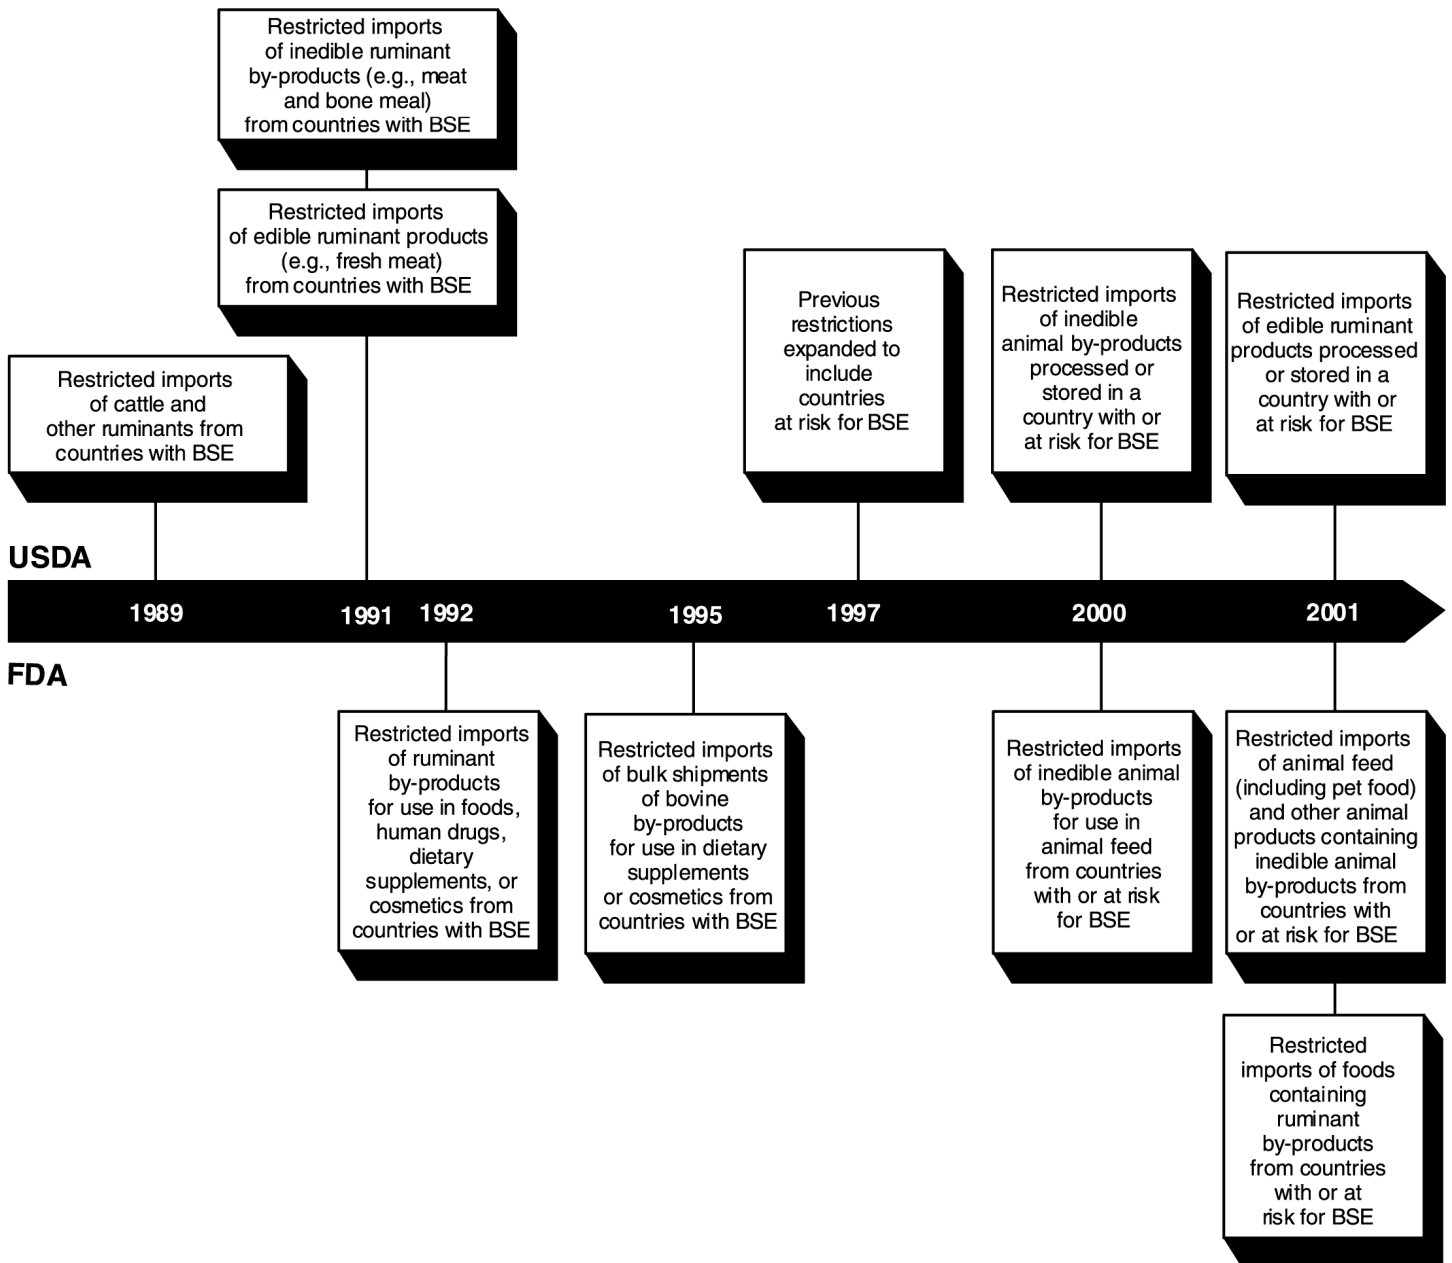 Restricted imports
of inedible ruminant
by-products (e.g., meat
and bone meal)
from countries with BSE
Restricted imports
of edible ruminant products
(e.g., fresh meat)
from countries with BSE
Restricted imports
of cattle and
other ruminants from
countries with BSE
Previous
restrictions
expanded to
include
countries
at risk for BSE
Restricted imports
of inedible
animal by-products
processed or
stored in a
country with or
at risk for BSE
Restricted imports
of edible ruminant
products processed
or stored in a
country with or
at risk for BSE
USDA
1989 1991 1992 1995 1997 2000 2001
FDA
Restricted imports
of ruminant
by-products
for use in foods,
human drugs,
dietary
supplements, or
cosmetics from
countries with BSE
Restricted imports
of bulk shipments
of bovine
by-products
for use in dietary
supplements
or cosmetics from
countries with BSE
Restricted imports
of inedible animal
by-products
for use in
animal feed
from countries
with or at risk
for BSE
Restricted imports
of animal feed
(including pet food)
and other animal
products containing
inedible animal
by-products from
countries with
or at risk for BSE
Restricted
imports of foods
containing
ruminant
by-products
from countries
with or at
risk for BSE